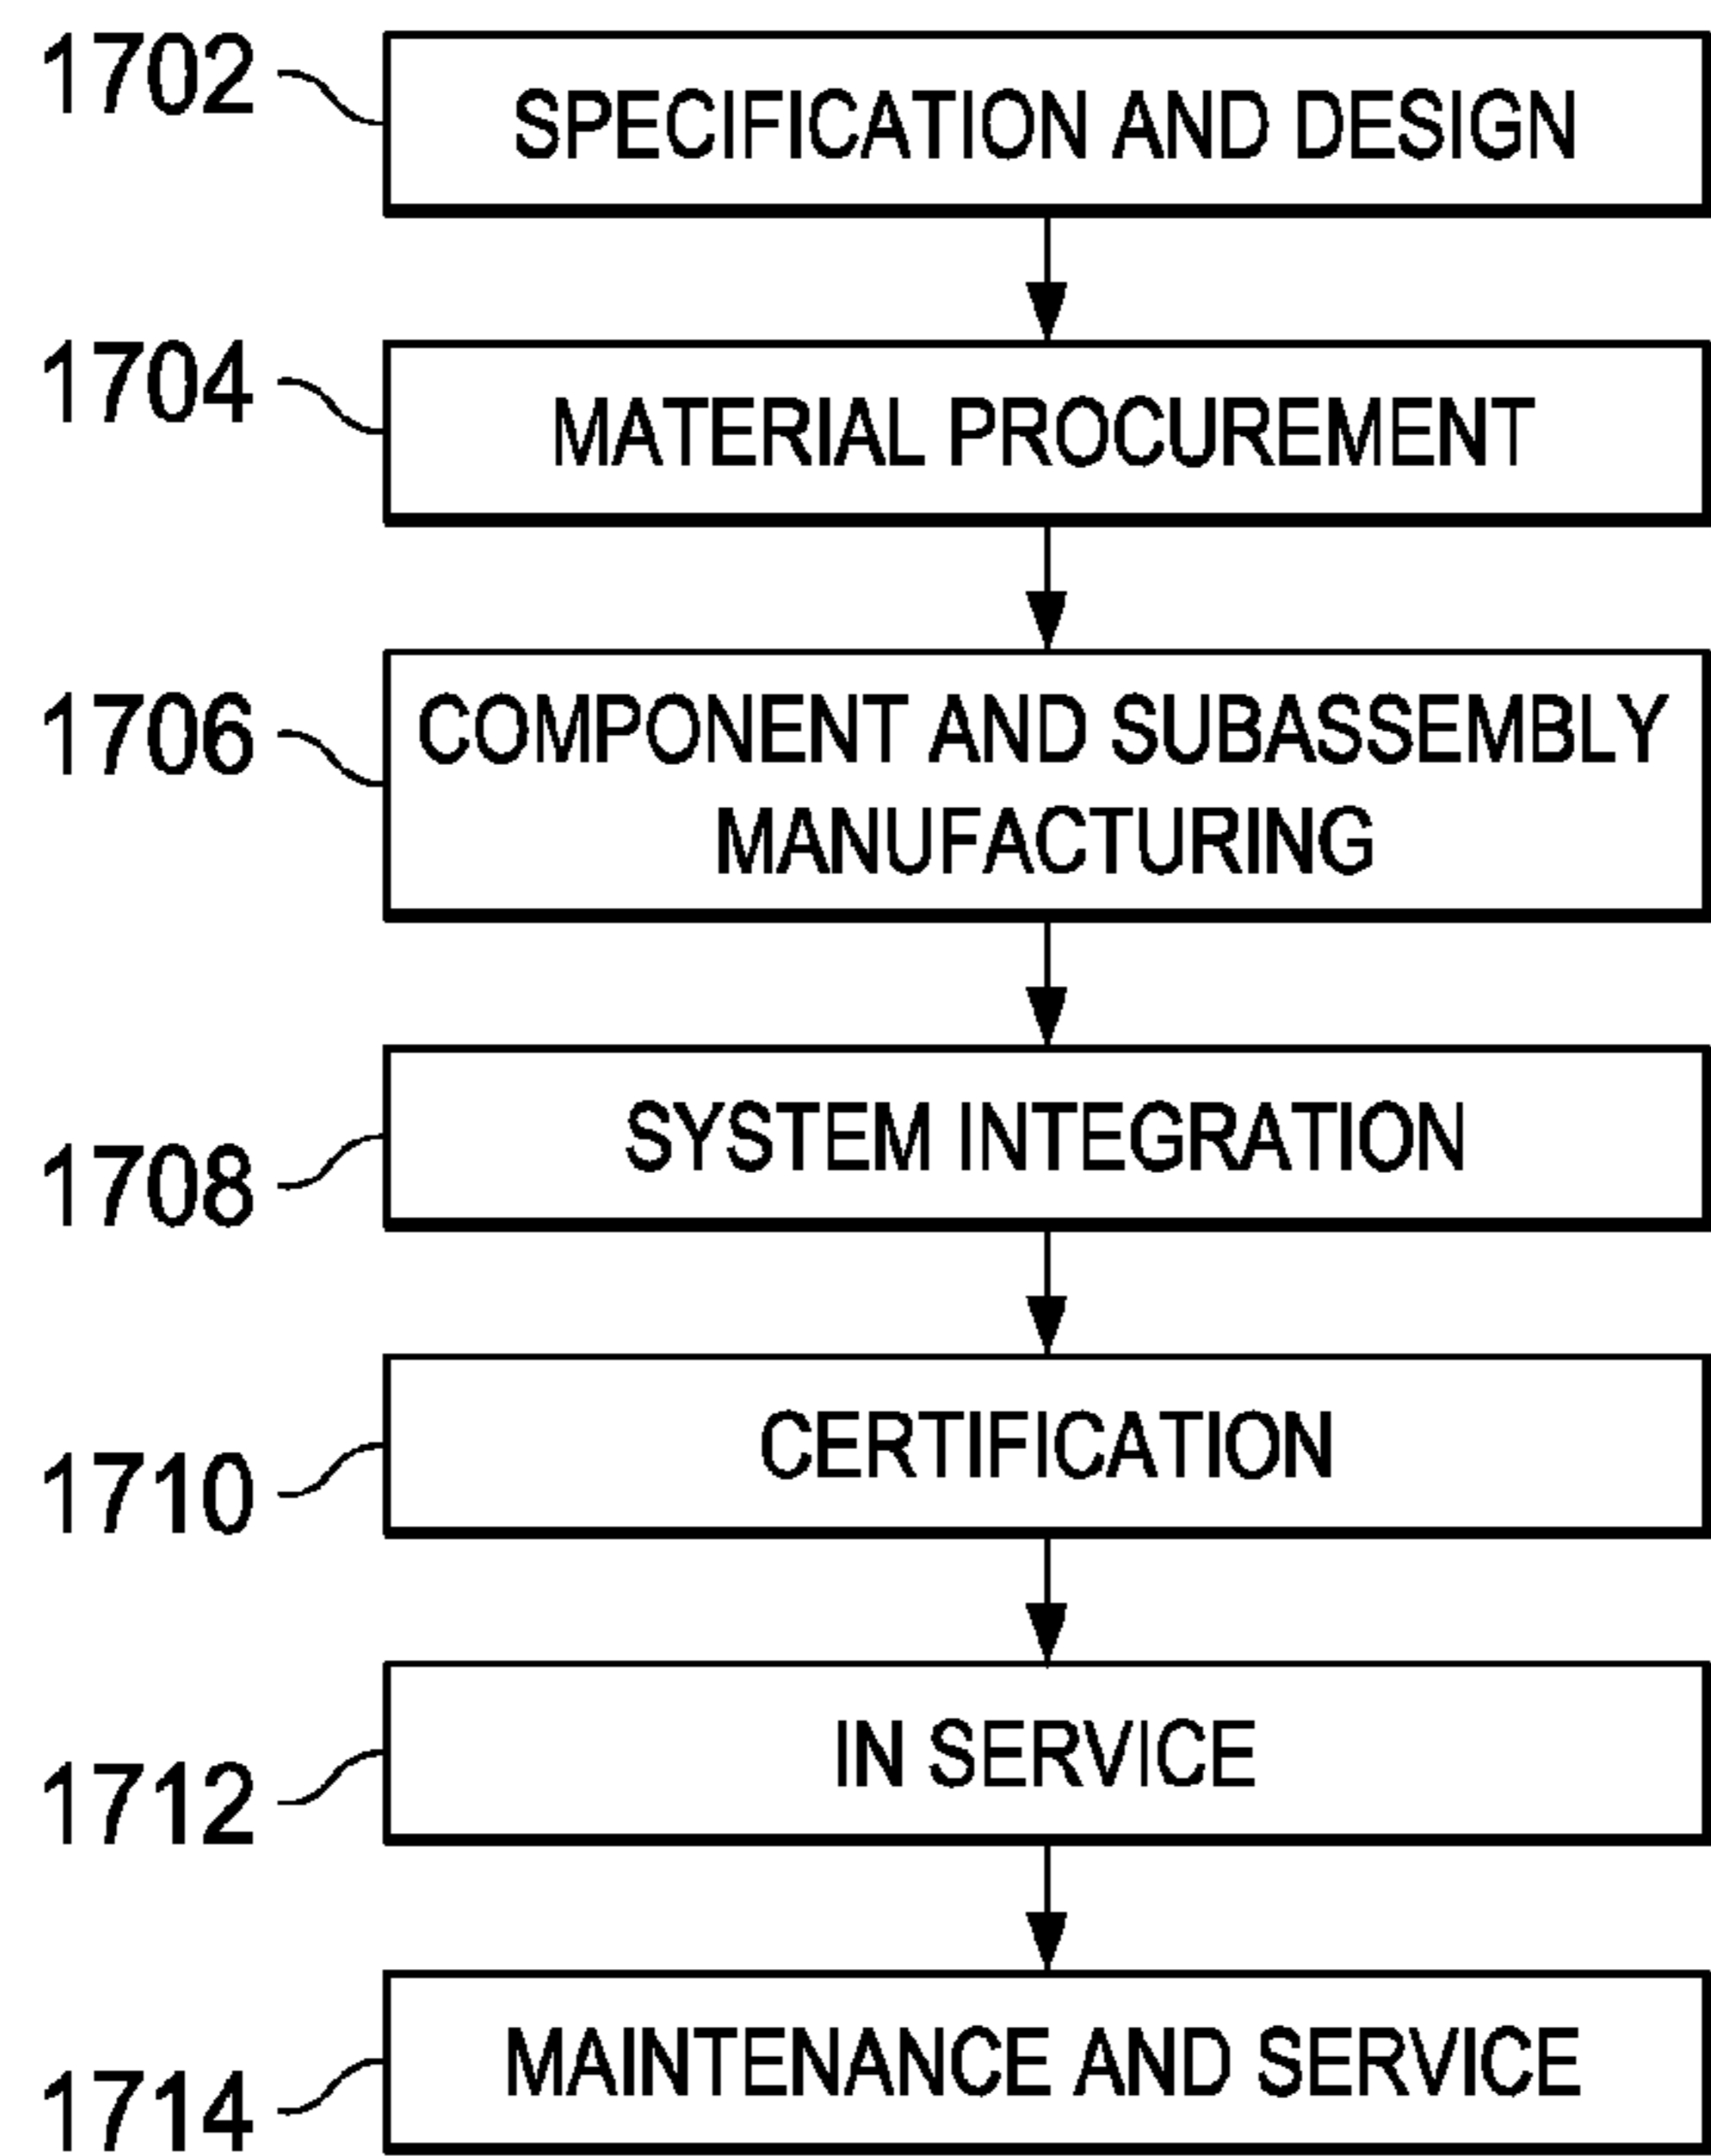 1702
SPECIFICATION AND DESIGN
1704
MATERIAL PROCUREMENT
1706
COMPONENT AND SUBASSEMBLY
MANUFACTURING
1708
SYSTEM INTEGRATION
1710
CERTIFICATION
1712
IN SERVICE
1714
MAINTENANCE AND SERVICE